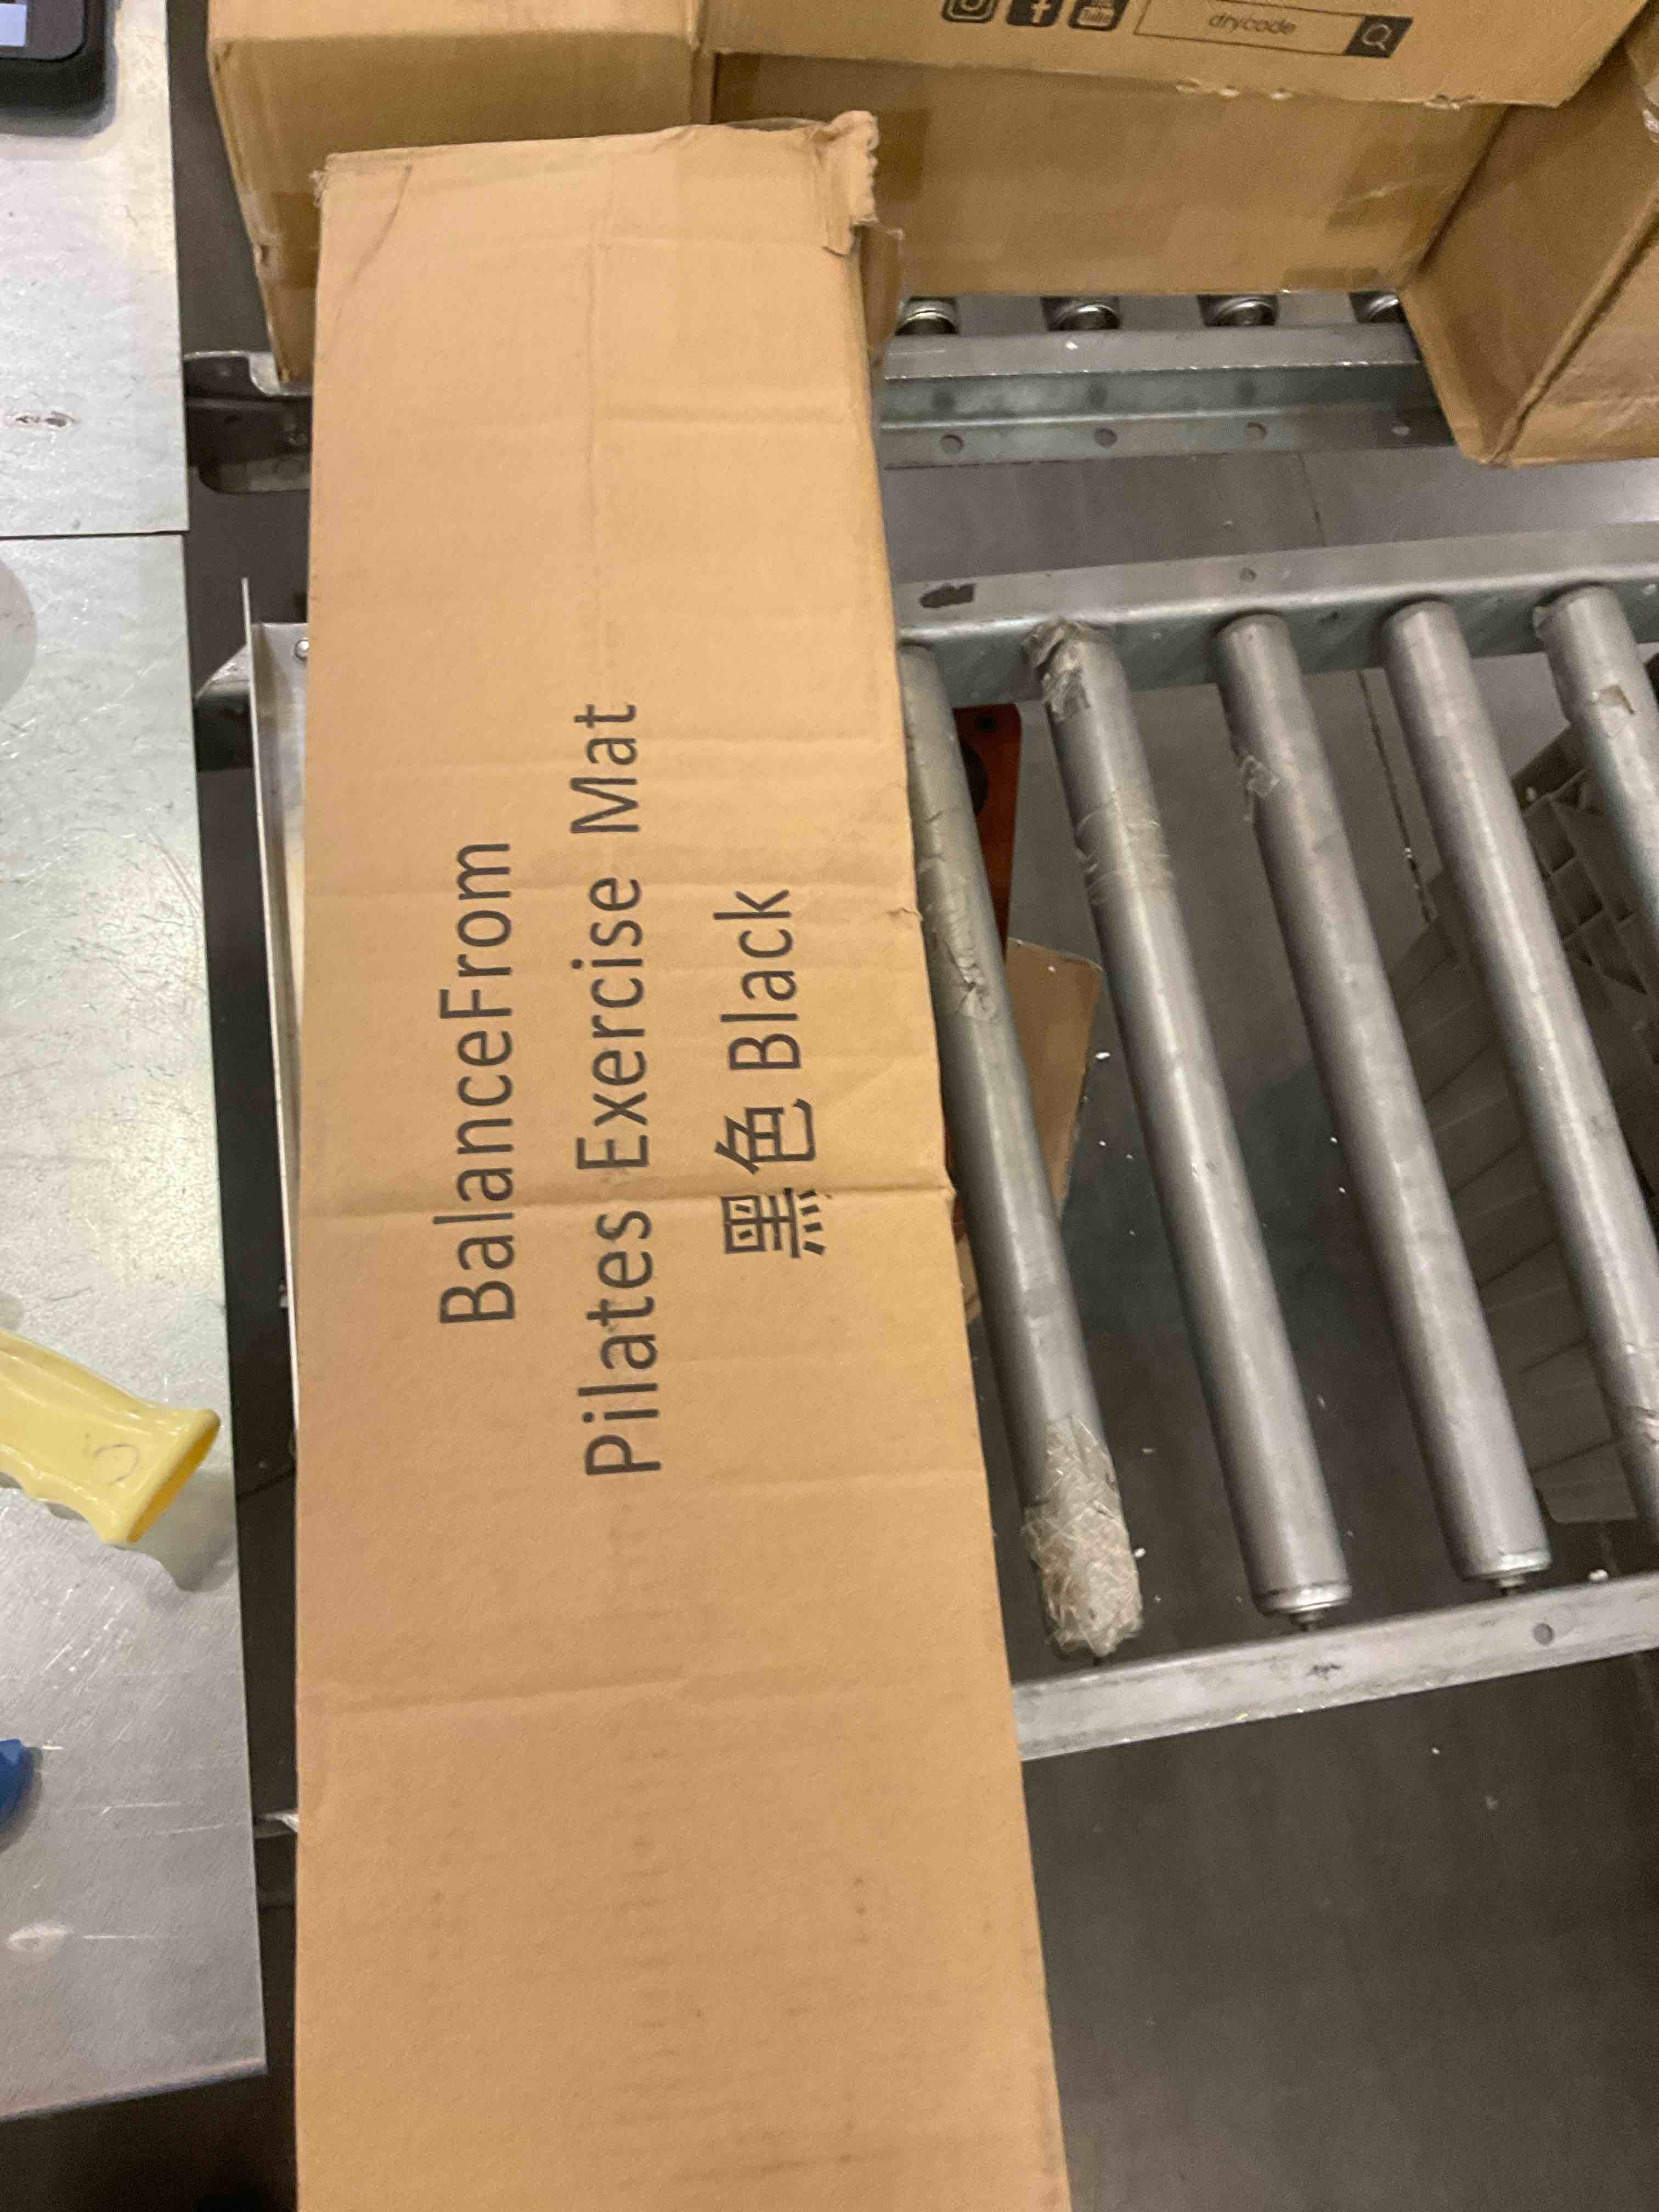 drycode
BalanceFrom
Pilates Exercise Mat
黑色 Black